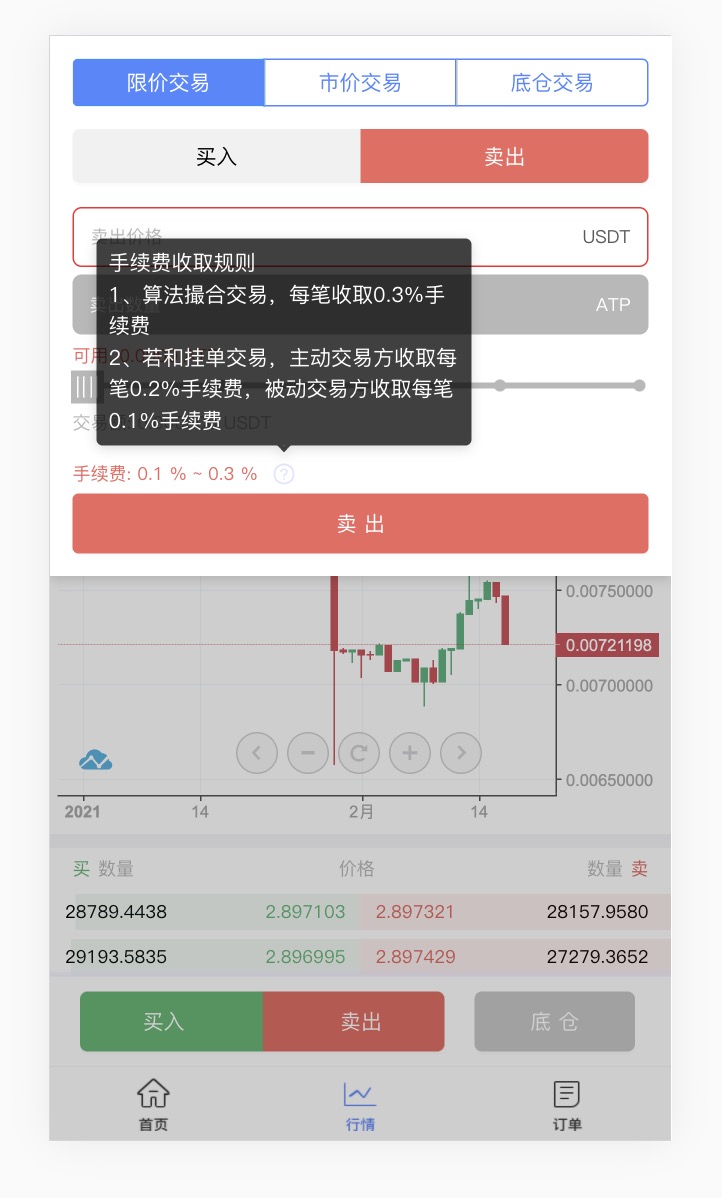 限价交易 市价交易 底仓交易
买入 卖出
卖出价格 USDT
卖出数量 ATP
手续费收取规则
1、算法撮合交易，每笔收取0.3%手
续费
2、若和挂单交易，主动交易方收取每
笔0.2%手续费，被动交易方收取每笔
0.1%手续费
可用
交易 USDT
手续费: 0.1 % ~ 0.3 % ?
卖 出
0.00750000
0.00721198
0.00700000
0.00650000
2021 14 2月 14
买 数量 价格 数量 卖
28789.4438 2.897103 2.897321 28157.9580
29193.5835 2.896995 2.897429 27279.3652
买入 卖出 底 仓
首页 行情 订单